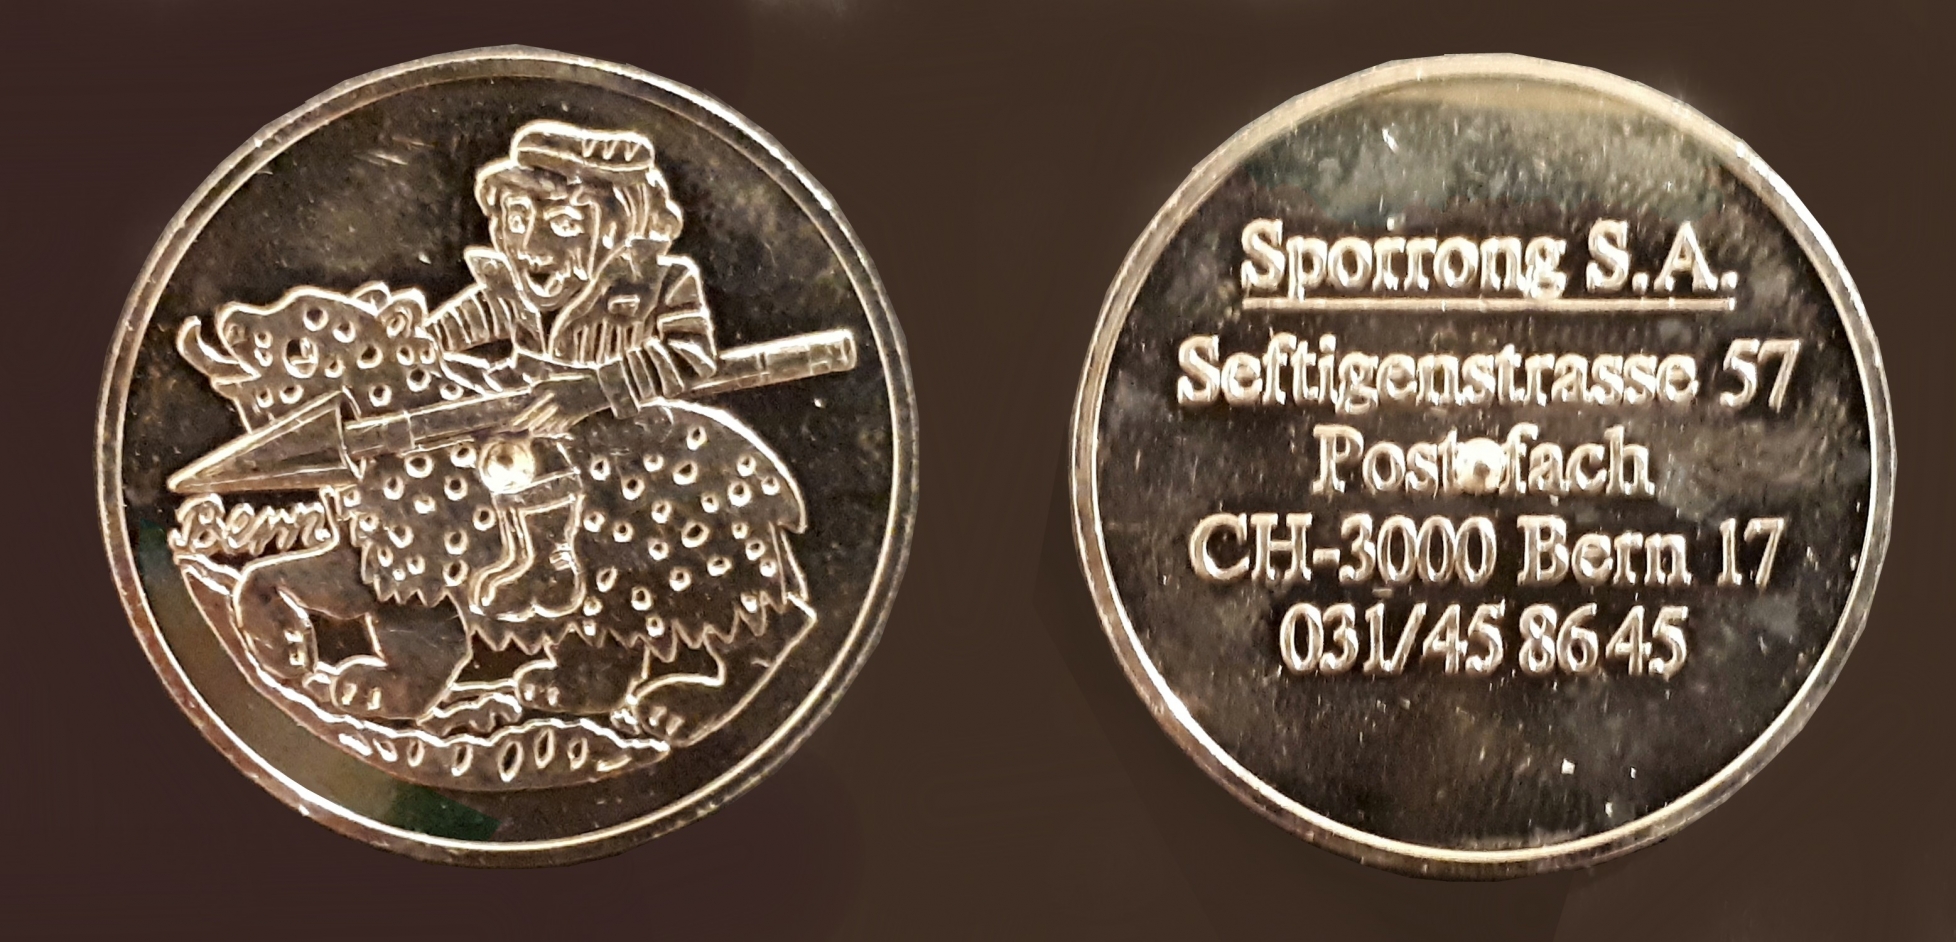 Bern
Sporrong S.A.
Seftigenstrasse 57
Postfach
CH-3000 Bern 17
031/45 86 45